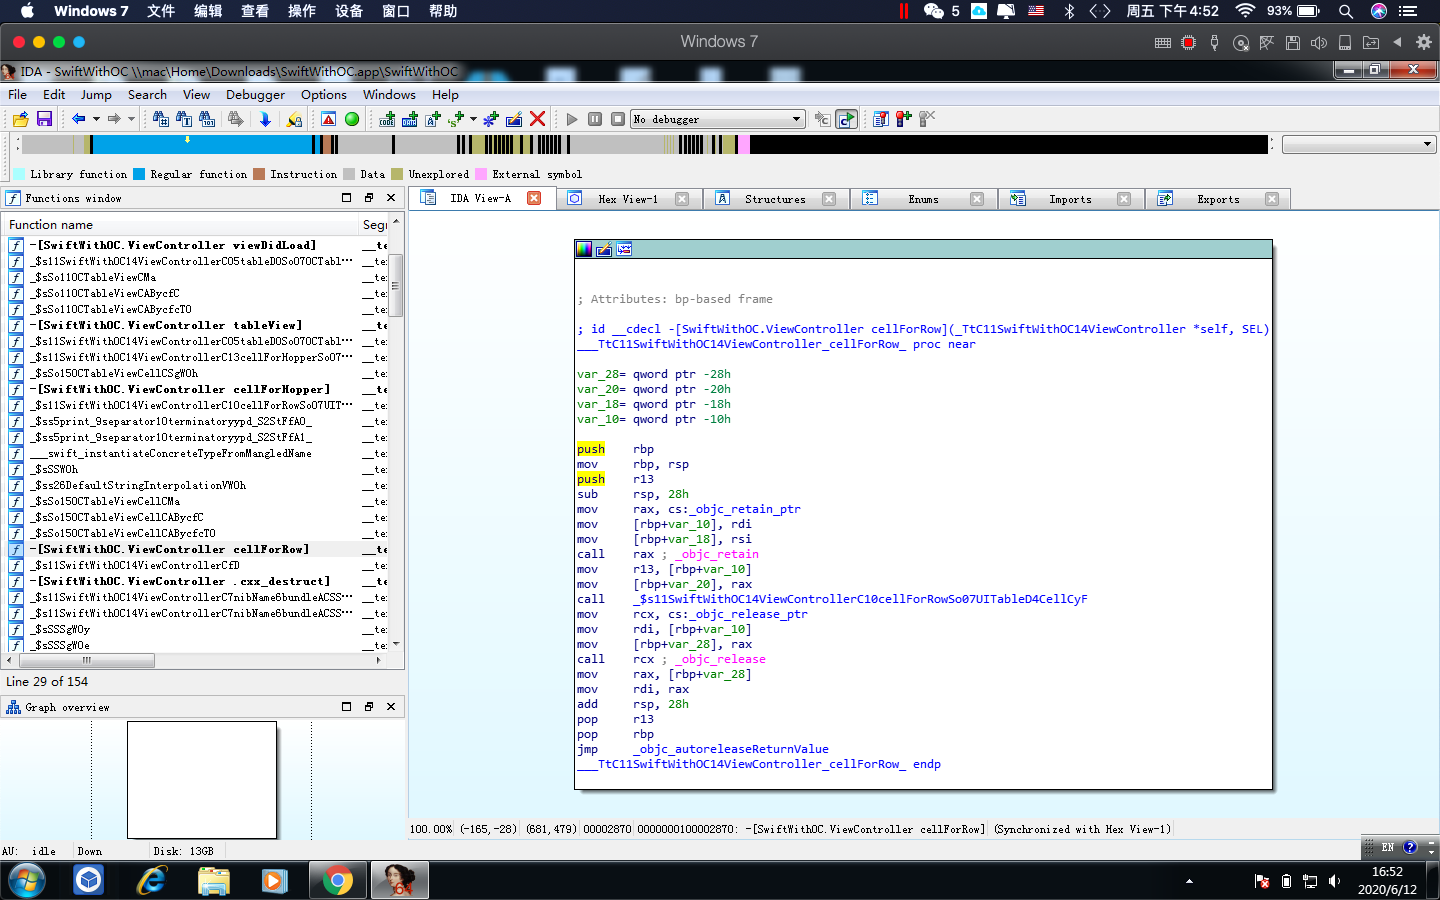 Windows 7 文件 编辑 查看 操作 设备 窗口 帮助 5 周五 下午4:52 93%
Windows 7
IDA - SwiftWithOC \\mac\Home\Downloads\SwiftWithOC.app\SwiftWithOC
File Edit Jump Search View Debugger Options Windows Help
No debugger
Library function Regular function Instruction Data Unexplored External symbol
Functions window
Function name Segr
-[SwiftWithOC.ViewController viewDidLoad] __te
_$s11SwiftWithOC14ViewControllerC05tableD0So07OCTabl··· __te:
_$sSo11OCTableViewCMa __te:
_$sSo11OCTableViewCABycfC __te:
_$sSo11OCTableViewCABycfcTO __te:
-[SwiftWithOC.ViewController tableView] __te
_$s11SwiftWithOC14ViewControllerC05tableD0So07OCTabl··· __te:
_$s11SwiftWithOC14ViewControllerC13cellForHopperSo07··· __te:
_$sSo15OCTableViewCellCSgWOh __te:
-[SwiftWithOC.ViewController cellForHopper] __te
_$s11SwiftWithOC14ViewControllerC10cellForRowSo07UIT··· __te:
_$ss5print_9separator10terminatoryypd_S2StFfA0_ __te:
_$ss5print_9separator10terminatoryypd_S2StFfA1_ __te:
___swift_instantiateConcreteTypeFromMangledName __te:
_$sSSWOh __te:
_$ss26DefaultStringInterpolationVWOh __te:
_$sSo15OCTableViewCellCMa __te:
_$sSo15OCTableViewCellCABycfC __te:
_$sSo15OCTableViewCellCABycfcTO __te:
-[SwiftWithOC.ViewController cellForRow] __te
_$s11SwiftWithOC14ViewControllerCfD __te:
-[SwiftWithOC.ViewController .cxx_destruct] __te
_$s11SwiftWithOC14ViewControllerC7nibName6bundleACSS··· __te:
_$s11SwiftWithOC14ViewControllerC7nibName6bundleACSS··· __te:
_$sSSSgWOy __te:
_$sSSSgWOe __te:
Line 29 of 154
Graph overview
IDA View-A Hex View-1 Structures Enums Imports Exports
; Attributes: bp-based frame
; id __cdecl -[SwiftWithOC.ViewController cellForRow](_TtC11SwiftWithOC14ViewController *self, SEL)
___TtC11SwiftWithOC14ViewController_cellForRow_ proc near
var_28= qword ptr -28h
var_20= qword ptr -20h
var_18= qword ptr -18h
var_10= qword ptr -10h
push rbp
mov rbp, rsp
push r13
sub rsp, 28h
mov rax, cs:_objc_retain_ptr
mov [rbp+var_10], rdi
mov [rbp+var_18], rsi
call rax ; _objc_retain
mov r13, [rbp+var_10]
mov [rbp+var_20], rax
call _$s11SwiftWithOC14ViewControllerC10cellForRowSo07UITableD4CellCyF
mov rcx, cs:_objc_release_ptr
mov rdi, [rbp+var_10]
mov [rbp+var_28], rax
call rcx ; _objc_release
mov rax, [rbp+var_28]
mov rdi, rax
add rsp, 28h
pop r13
pop rbp
jmp _objc_autoreleaseReturnValue
___TtC11SwiftWithOC14ViewController_cellForRow_ endp
100.00% (-165,-28) (681,479) 00002870 0000000100002870: -[SwiftWithOC.ViewController cellForRow] (Synchronized with Hex View-1)
AU: idle Down Disk: 13GB
EN
64
16:52
2020/6/12